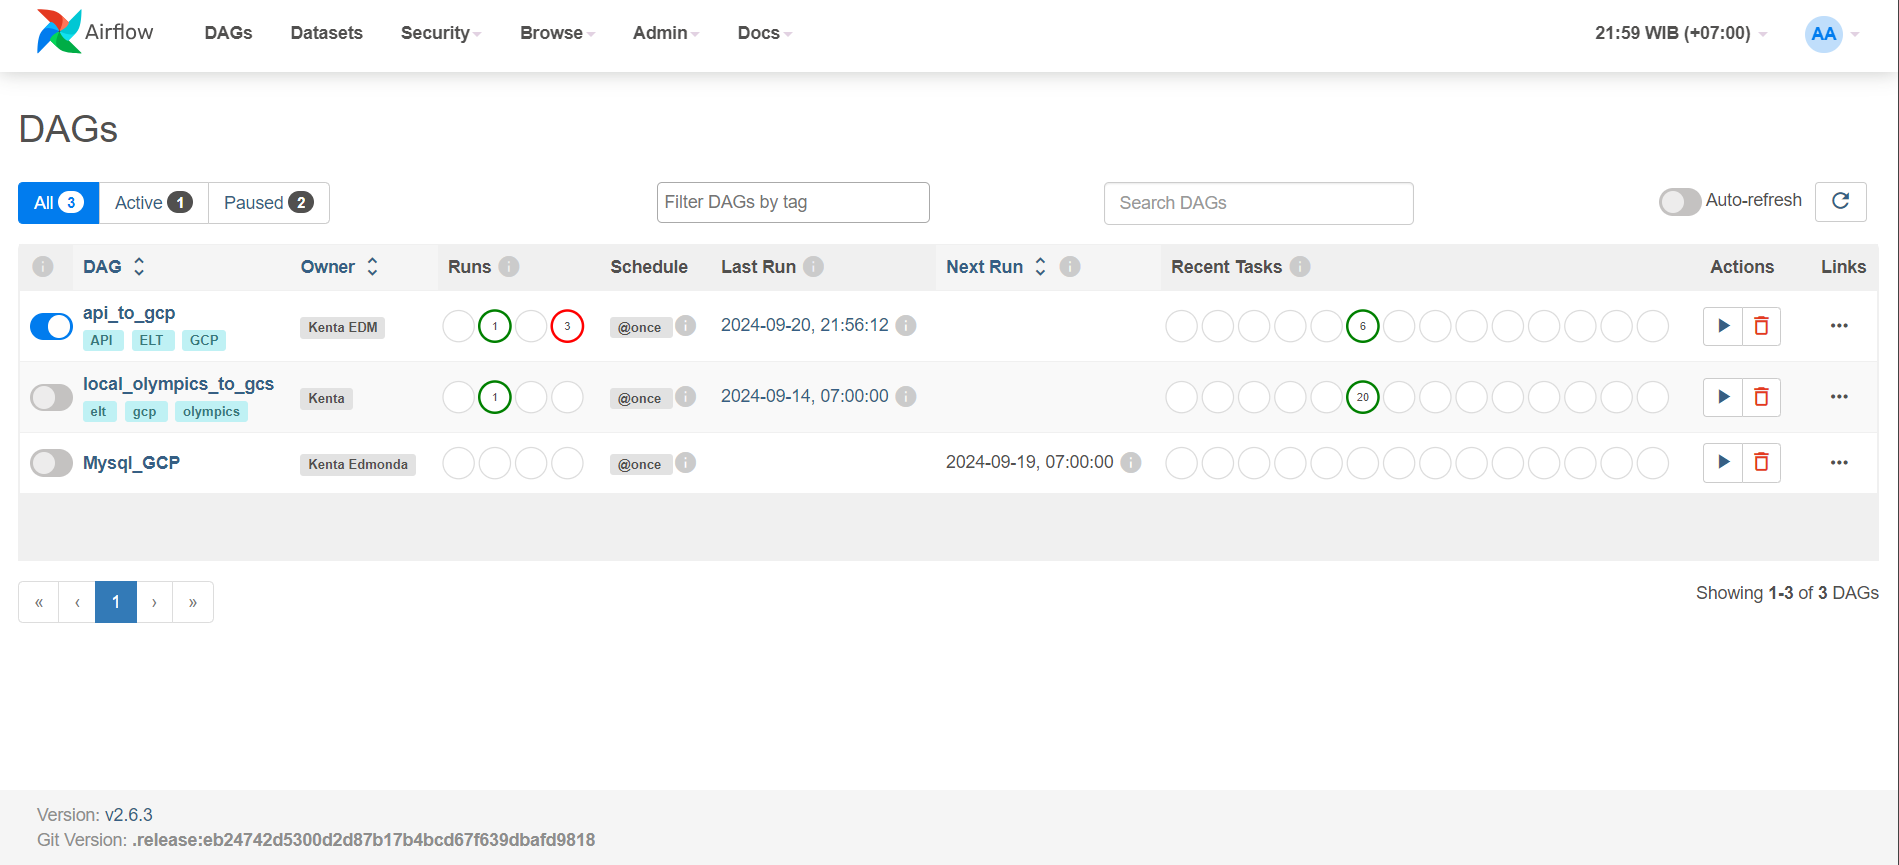 Airflow DAGs Datasets Security Browse Admin Docs 21:59 WIB (+07:00) AA
DAGs
All 3 Active 1 Paused 2 Filter DAGs by tag Search DAGs Auto-refresh
i DAG Owner Runs i Schedule Last Run i Next Run i Recent Tasks i Actions Links
api_to_gcp
Kenta EDM 1 3 @once i 2024-09-20, 21:56:12 i 6
API ELT GCP
local_olympics_to_gcs
Kenta 1 @once i 2024-09-14, 07:00:00 i 20
elt gcp olympics
Mysql_GCP Kenta Edmonda @once i 2024-09-19, 07:00:00 i
« ‹ 1 › »
Showing 1-3 of 3 DAGs
Version: v2.6.3
Git Version: .release:eb24742d5300d2d87b17b4bcd67f639dbafd9818